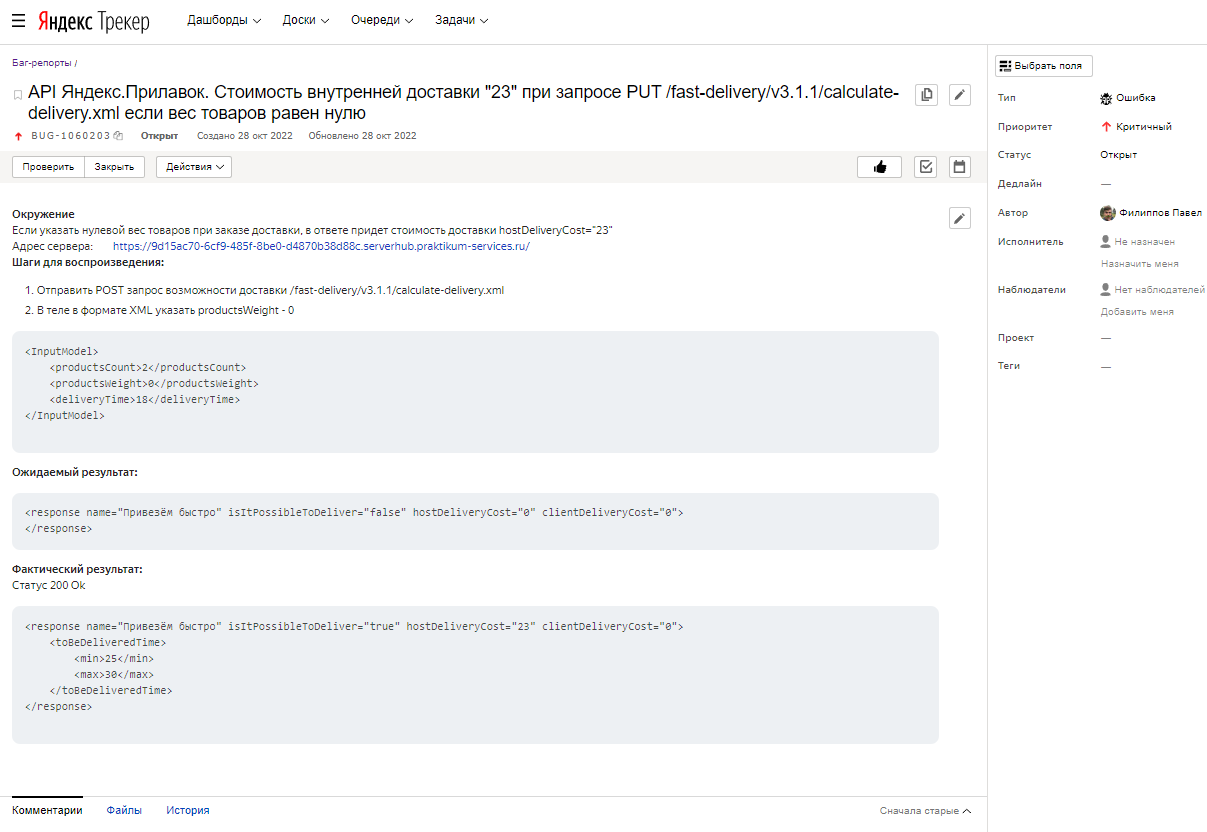 Яндекс Трекер Дашборды Доски Очереди Задачи
Баг-репорты /
API Яндекс.Прилавок. Стоимость внутренней доставки "23" при запросе PUT /fast-delivery/v3.1.1/calculate-
delivery.xml если вес товаров равен нулю
BUG-1060203 Открыт Создано 28 окт 2022 Обновлено 28 окт 2022
Проверить Закрыть Действия
Окружение
Если указать нулевой вес товаров при заказе доставки, в ответе придет стоимость доставки hostDeliveryCost="23"
Адрес сервера: https://9d15ac70-6cf9-485f-8be0-d4870b38d88c.serverhub.praktikum-services.ru/
Шаги для воспроизведения:
1. Отправить POST запрос возможности доставки /fast-delivery/v3.1.1/calculate-delivery.xml
2. В теле в формате XML указать productsWeight - 0
<InputModel>
<productsCount>2</productsCount>
<productsWeight>0</productsWeight>
<deliveryTime>18</deliveryTime>
</InputModel>
Ожидаемый результат:
<response name="Привезём быстро" isItPossibleToDeliver="false" hostDeliveryCost="0" clientDeliveryCost="0">
</response>
Фактический результат:
Статус 200 Ok
<response name="Привезём быстро" isItPossibleToDeliver="true" hostDeliveryCost="23" clientDeliveryCost="0">
<toBeDeliveredTime>
<min>25</min>
<max>30</max>
</toBeDeliveredTime>
</response>
Комментарии Файлы История Сначала старые
Выбрать поля
Тип Ошибка
Приоритет Критичный
Статус Открыт
Дедлайн —
Автор Филиппов Павел
Исполнитель Не назначен
Назначить меня
Наблюдатели Нет наблюдателей
Добавить меня
Проект —
Теги —